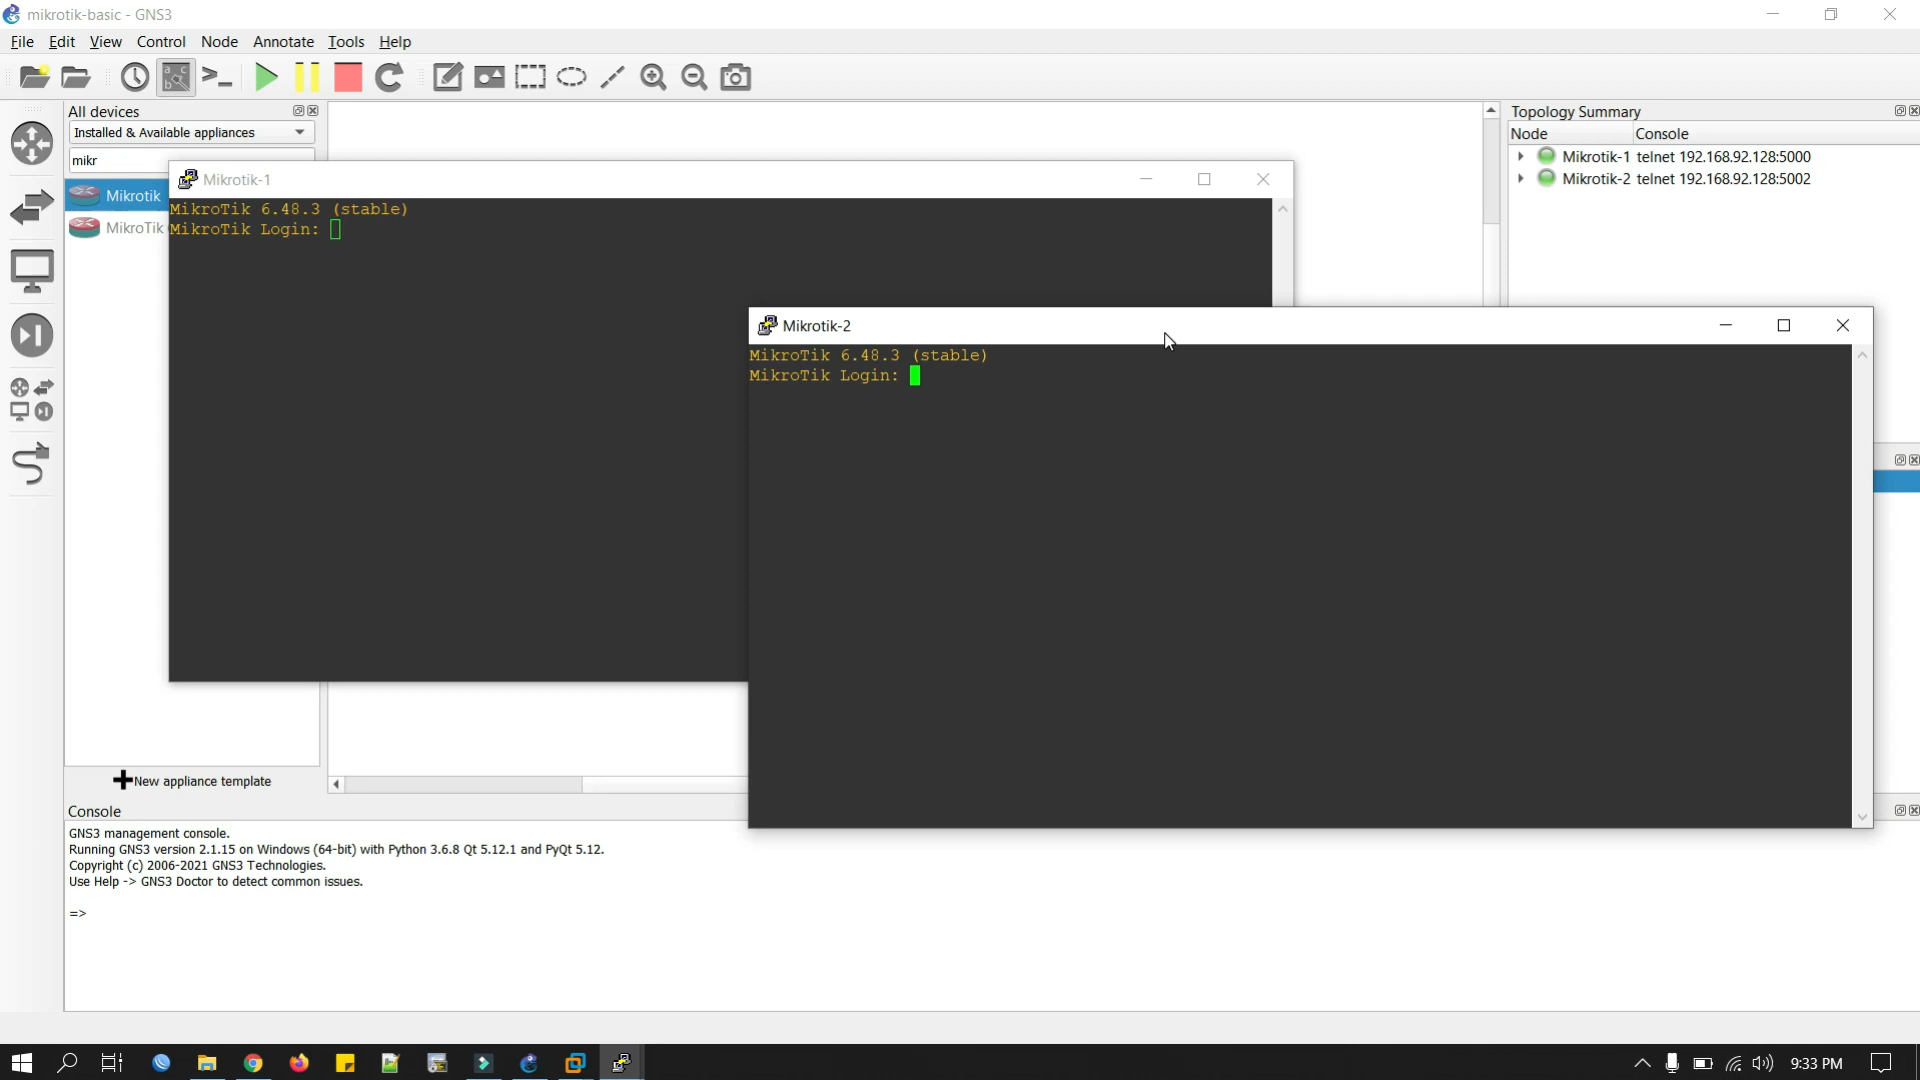 mikrotik-basic - GNS3
File Edit View Control Node Annotate Tools Help
All devices
Installed & Available appliances
mikr
Mikrotik
MikroTik
Mikrotik-1
MikroTik 6.48.3 (stable)
MikroTik Login:
Mikrotik-2
MikroTik 6.48.3 (stable)
MikroTik Login:
Topology Summary
Node Console
Mikrotik-1 telnet 192.168.92.128:5000
Mikrotik-2 telnet 192.168.92.128:5002
New appliance template
Console
GNS3 management console.
Running GNS3 version 2.1.15 on Windows (64-bit) with Python 3.6.8 Qt 5.12.1 and PyQt 5.12.
Copyright (c) 2006-2021 GNS3 Technologies.
Use Help -> GNS3 Doctor to detect common issues.
=>
9:33 PM